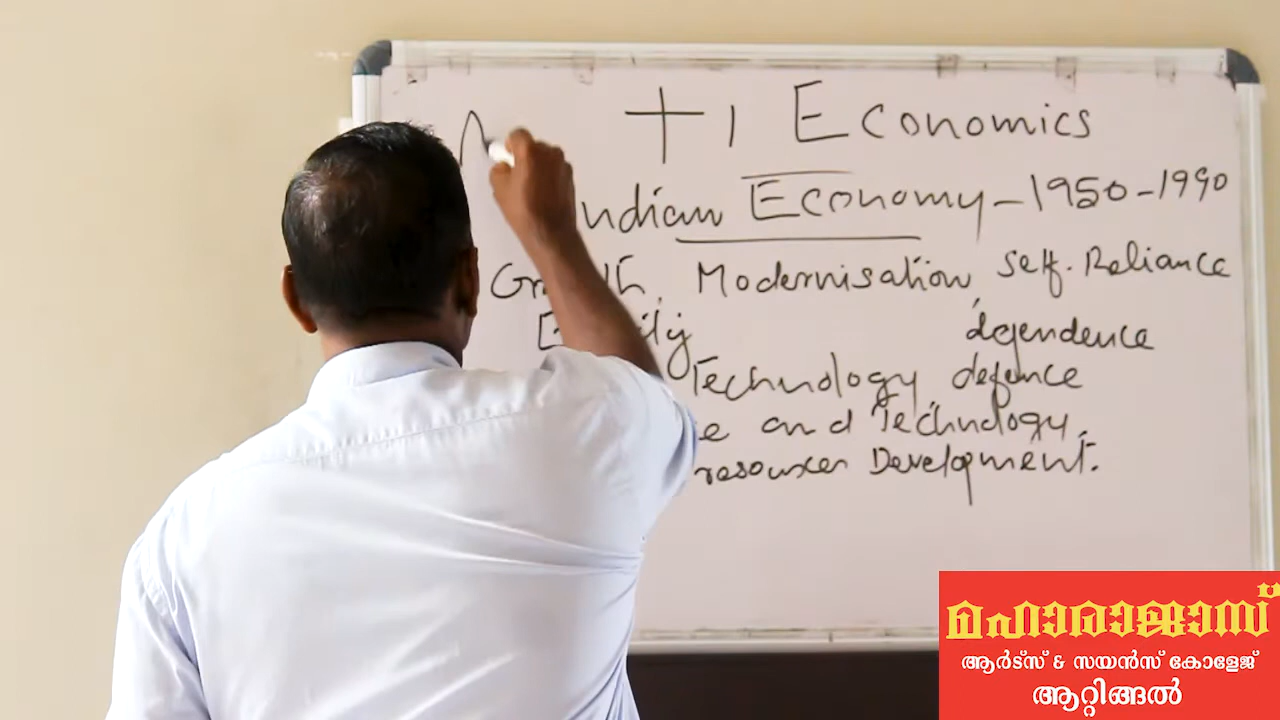 +1 Economics
Indian Economy - 1950-1990
Modernisation, Self-Reliance
dependence
Technology, defence
and Technology.
resources Development.
മഹാരാജാസ്
ആർട്സ് & സയൻസ് കോളേജ്
ആറ്റിങ്ങൽ